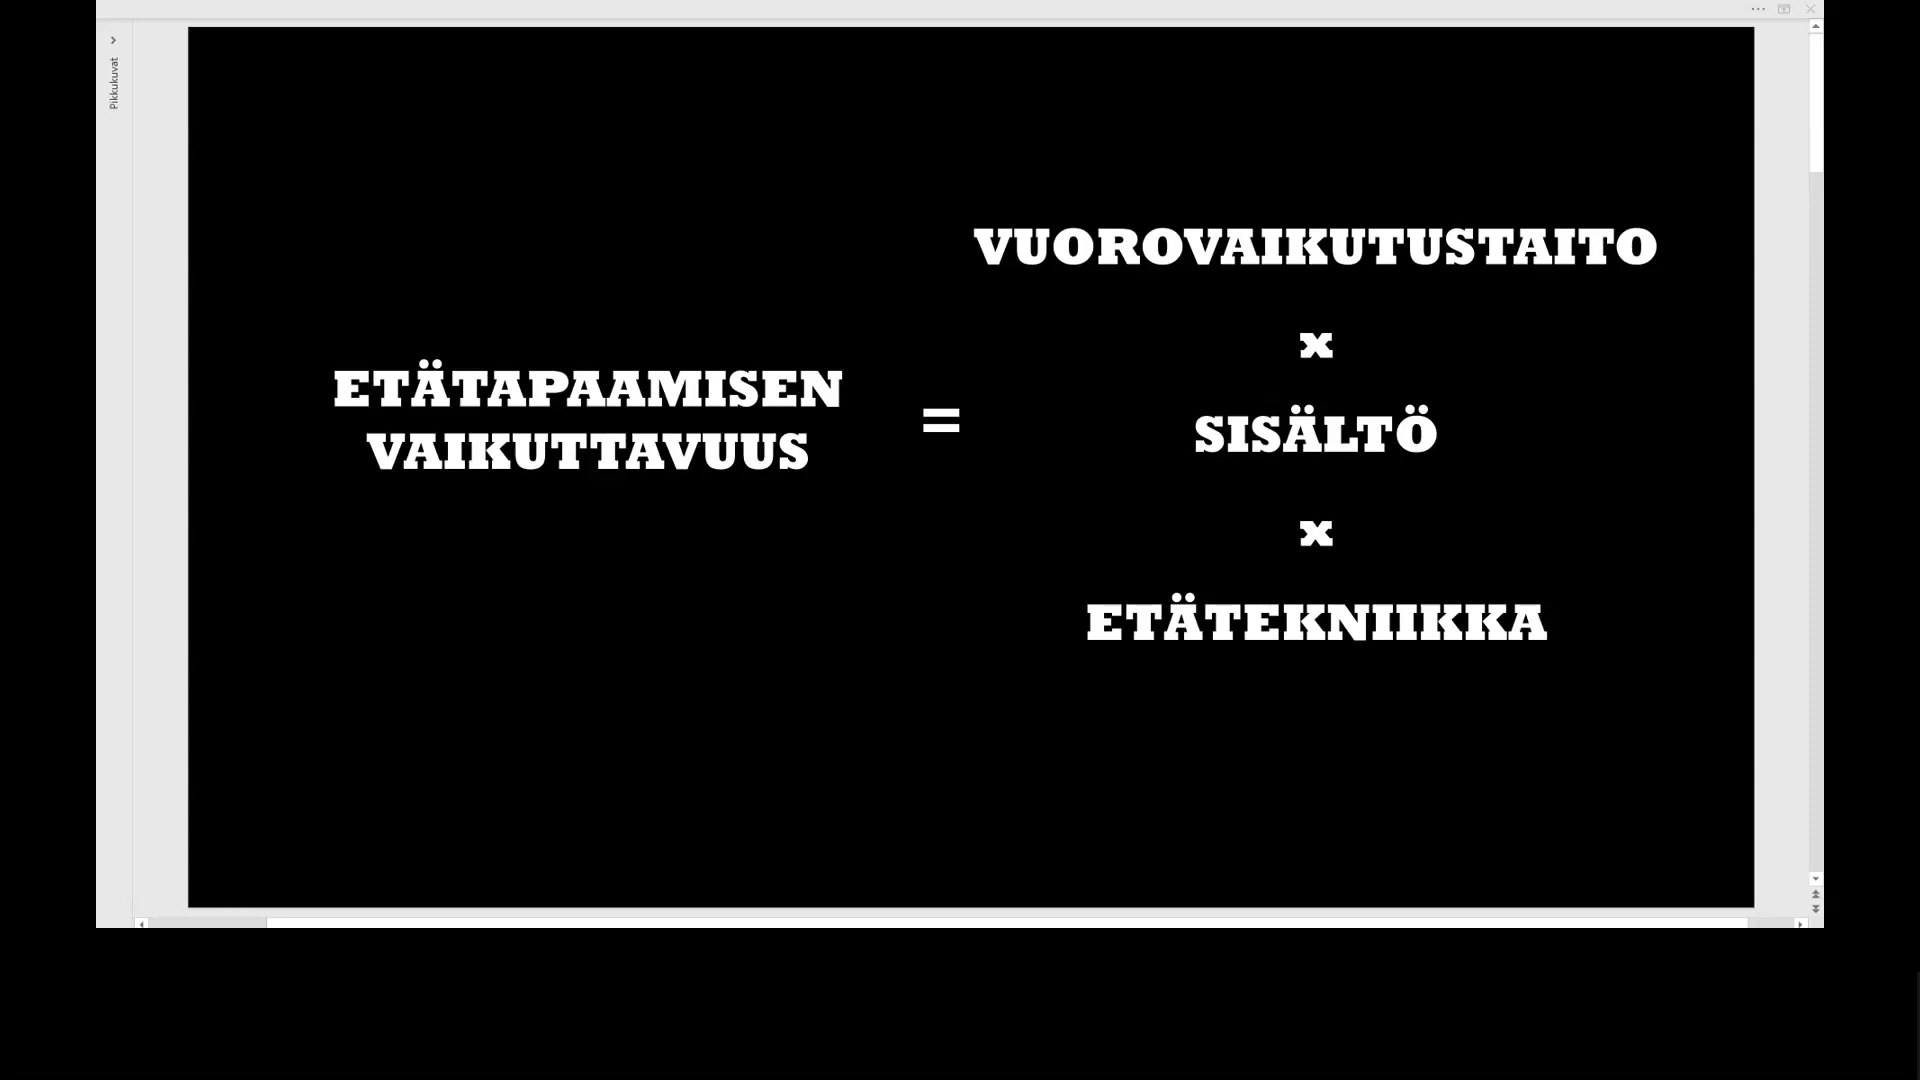 Pikkukuvat
ETÄTAPAAMISEN
VAIKUTTAVUUS
=
VUOROVAIKUTUSTAITO
x
SISÄLTÖ
x
ETÄTEKNIIKKA